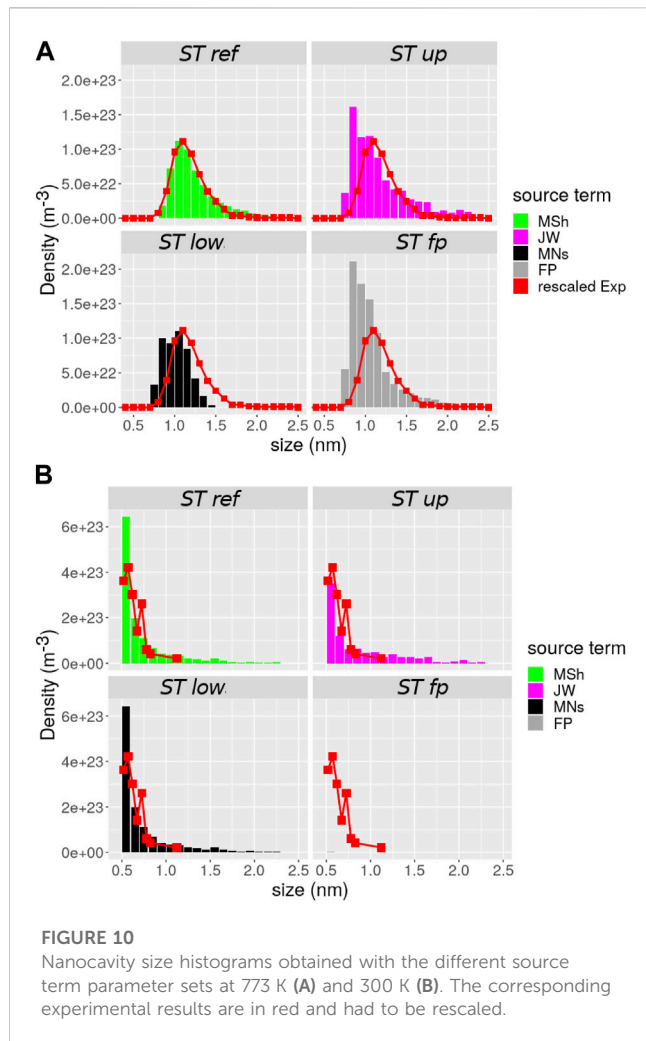 A
ST ref
ST up
2.0e+23
1.5e+23
1.0e+23
5.0e+22
0.0e+00
ST low.
ST fp
2.0e+23
1.5e+23
1.0e+23
5.0e+22
0.0e+00
Density (m-3)
0.5 1.0 1.5 2.0 2.5 0.5 1.0 1.5 2.0 2.5
size (nm)
source term
MSh
JW
MNs
FP
rescaled Exp
B
ST ref
ST up
6e+23
4e+23
2e+23
0e+00
ST low.
ST fp
6e+23
4e+23
2e+23
0e+00
Density (m-3)
0.5 1.0 1.5 2.0 2.5 0.5 1.0 1.5 2.0 2.5
size (nm)
source term
MSh
JW
MNs
FP
FIGURE 10
Nanocavity size histograms obtained with the different source
term parameter sets at 773 K (A) and 300 K (B). The corresponding
experimental results are in red and had to be rescaled.